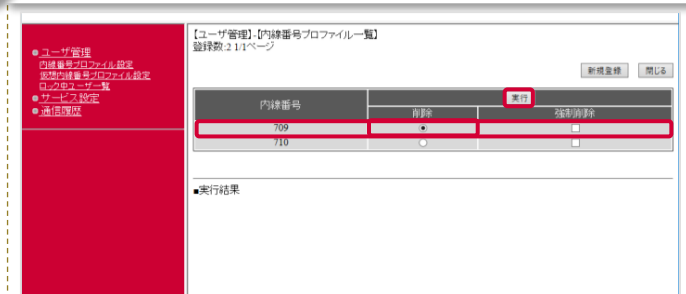 ●ユーザ管理
内線番号プロファイル設定
仮想内線番号プロファイル設定
ロック中ユーザ一覧
●サービス設定
●通信履歴
【ユーザ管理】-【内線番号プロファイル一覧】
登録数:2 1/1ページ
新規登録 閉じる
内線番号 実行
削除 強制削除
709
710
■実行結果